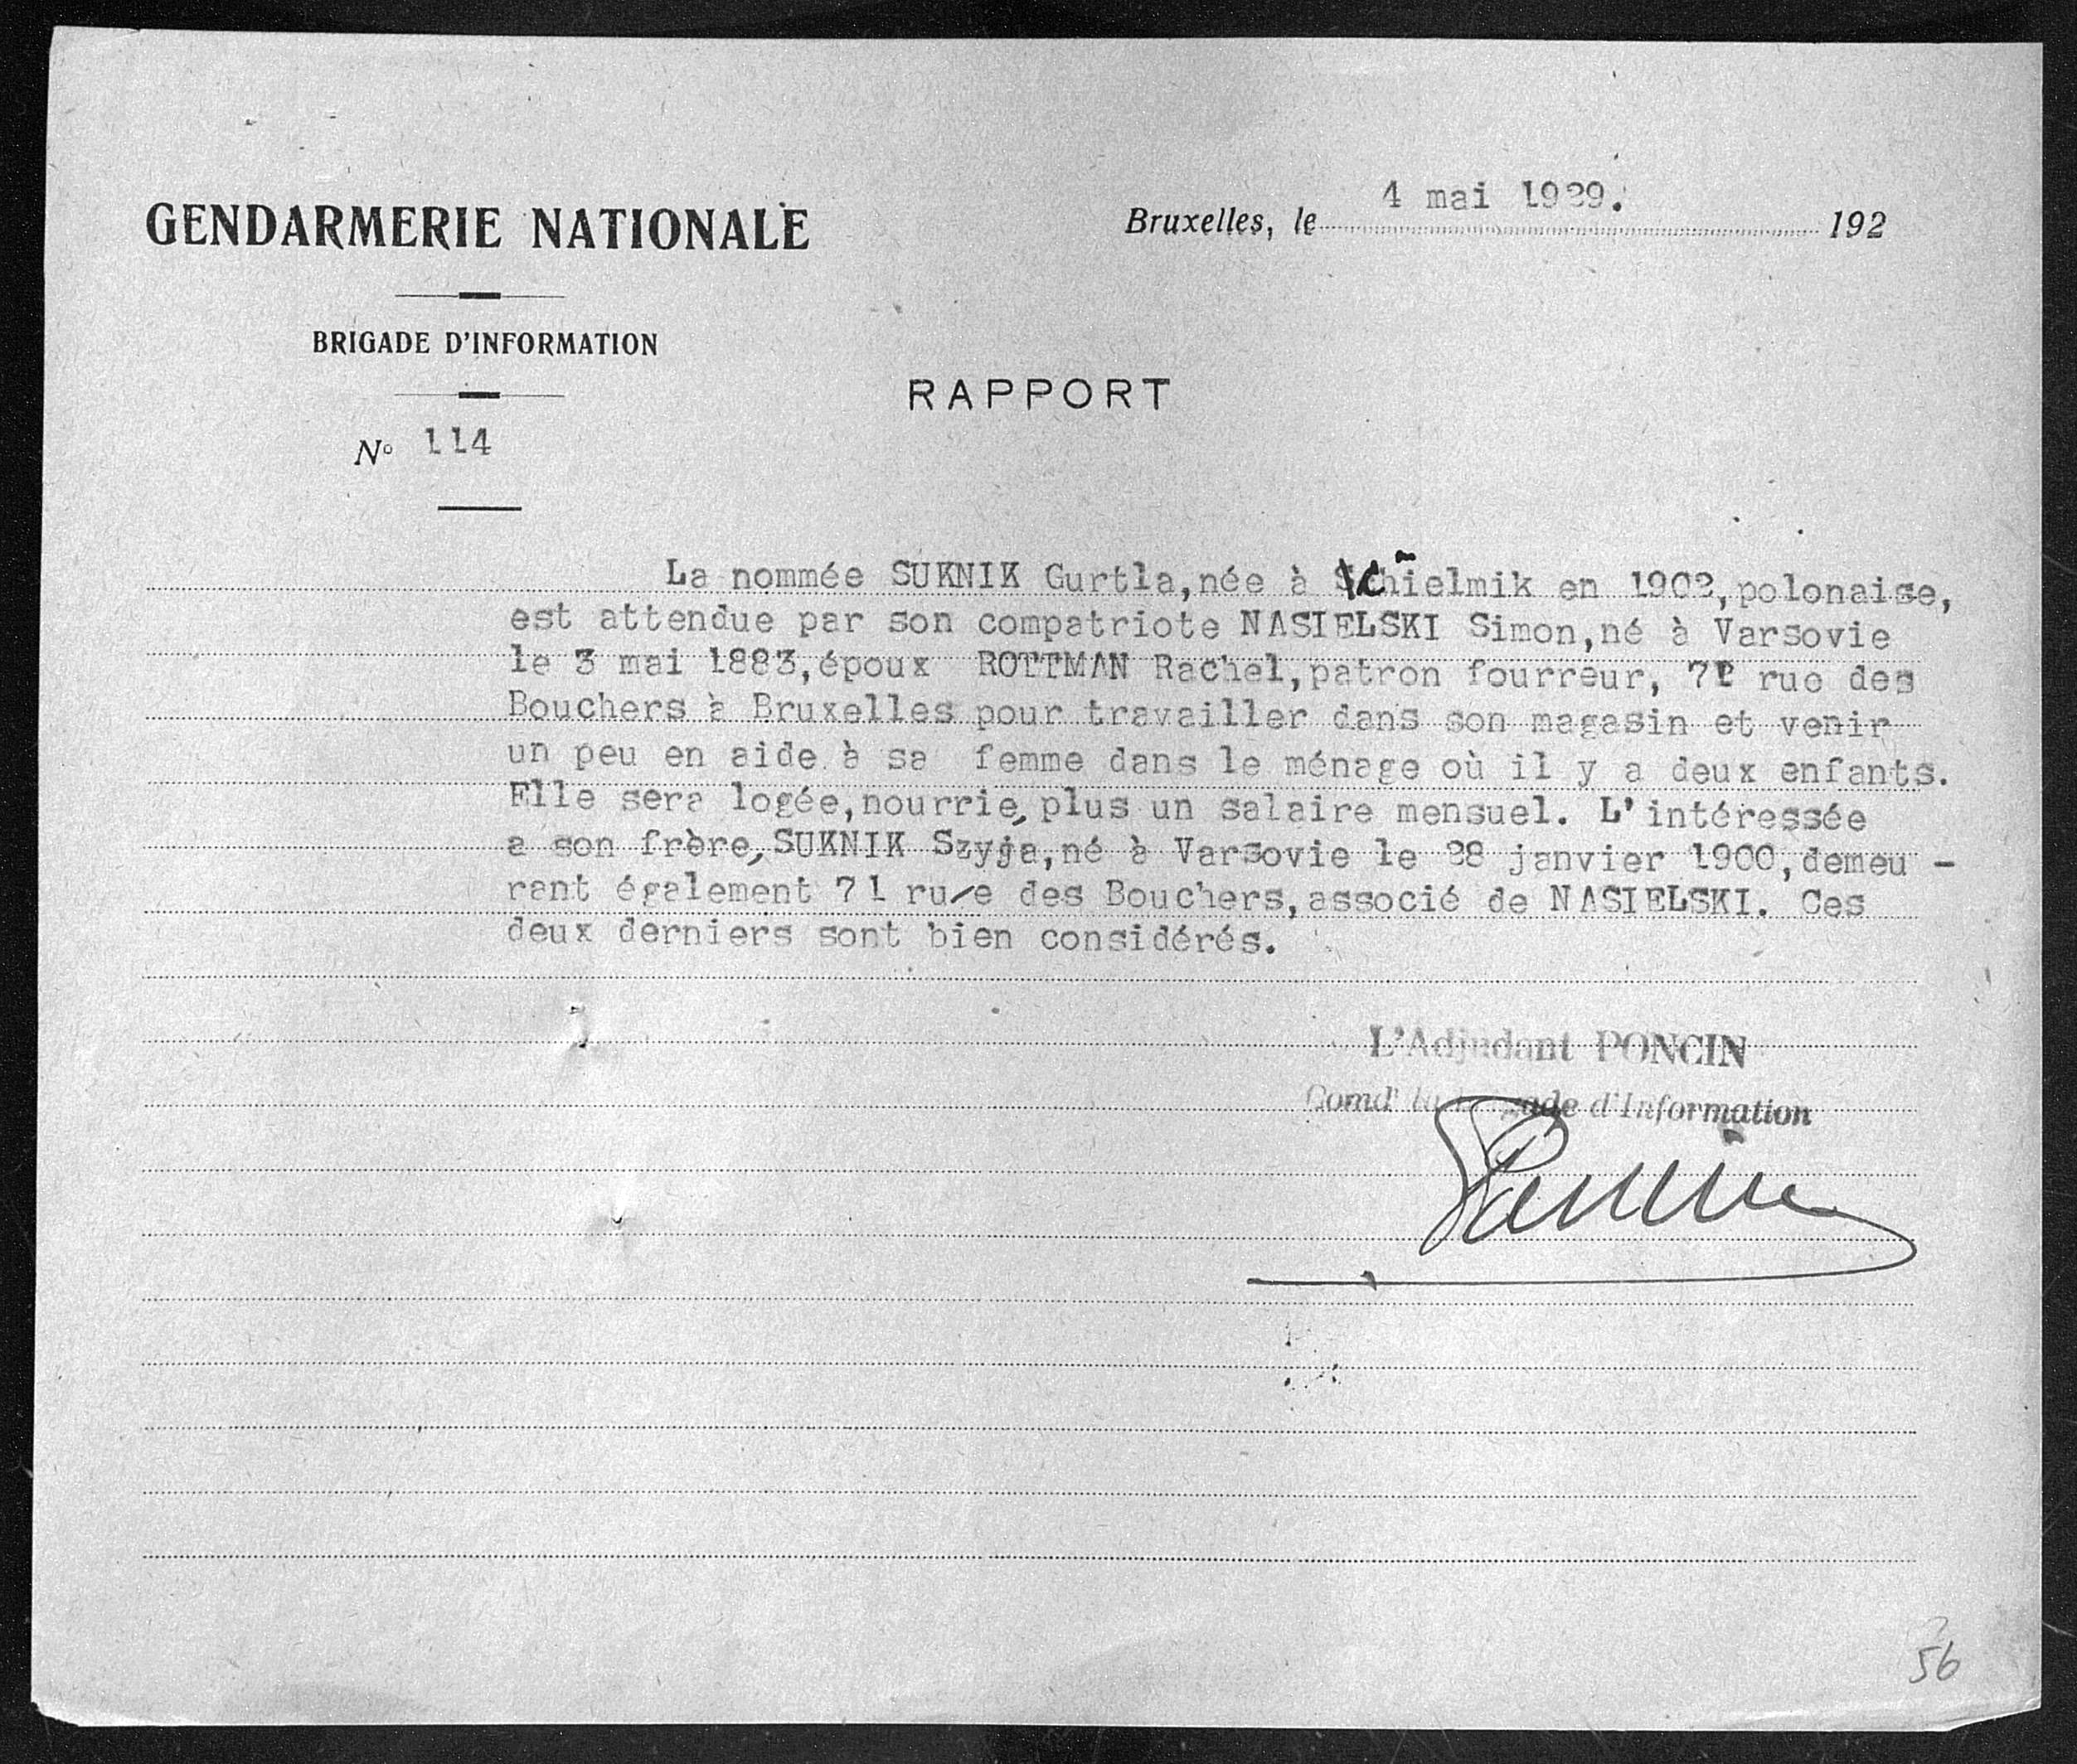 GENDARMERIE NATIONALE
Bruxelles, le 4 mai 1929. 192
BRIGADE D'INFORMATION
RAPPORT
N° 114
La nommée SUKNIK Gurtla, née à Chielmik en 1902, polonaise,
est attendue par son compatriote NASIELSKI Simon, né à Varsovie
le 3 mai 1883, époux ROTTMAN Rachel, patron fourreur, 71 rue des
Bouchers à Bruxelles pour travailler dans son magasin et venir
un peu en aide à sa femme dans le ménage où il y a deux enfants.
Elle sera logée, nourrie, plus un salaire mensuel. L'intéressée
a son frère, SUKNIK Szyja, né à Varsovie le 28 janvier 1900, demeu -
rant également 71 ru/e des Bouchers, associé de NASIELSKI. Ces
deux derniers sont bien considérés.
L'Adjudant PONCIN
Comdt la Brigade d'Information
Poncin
56